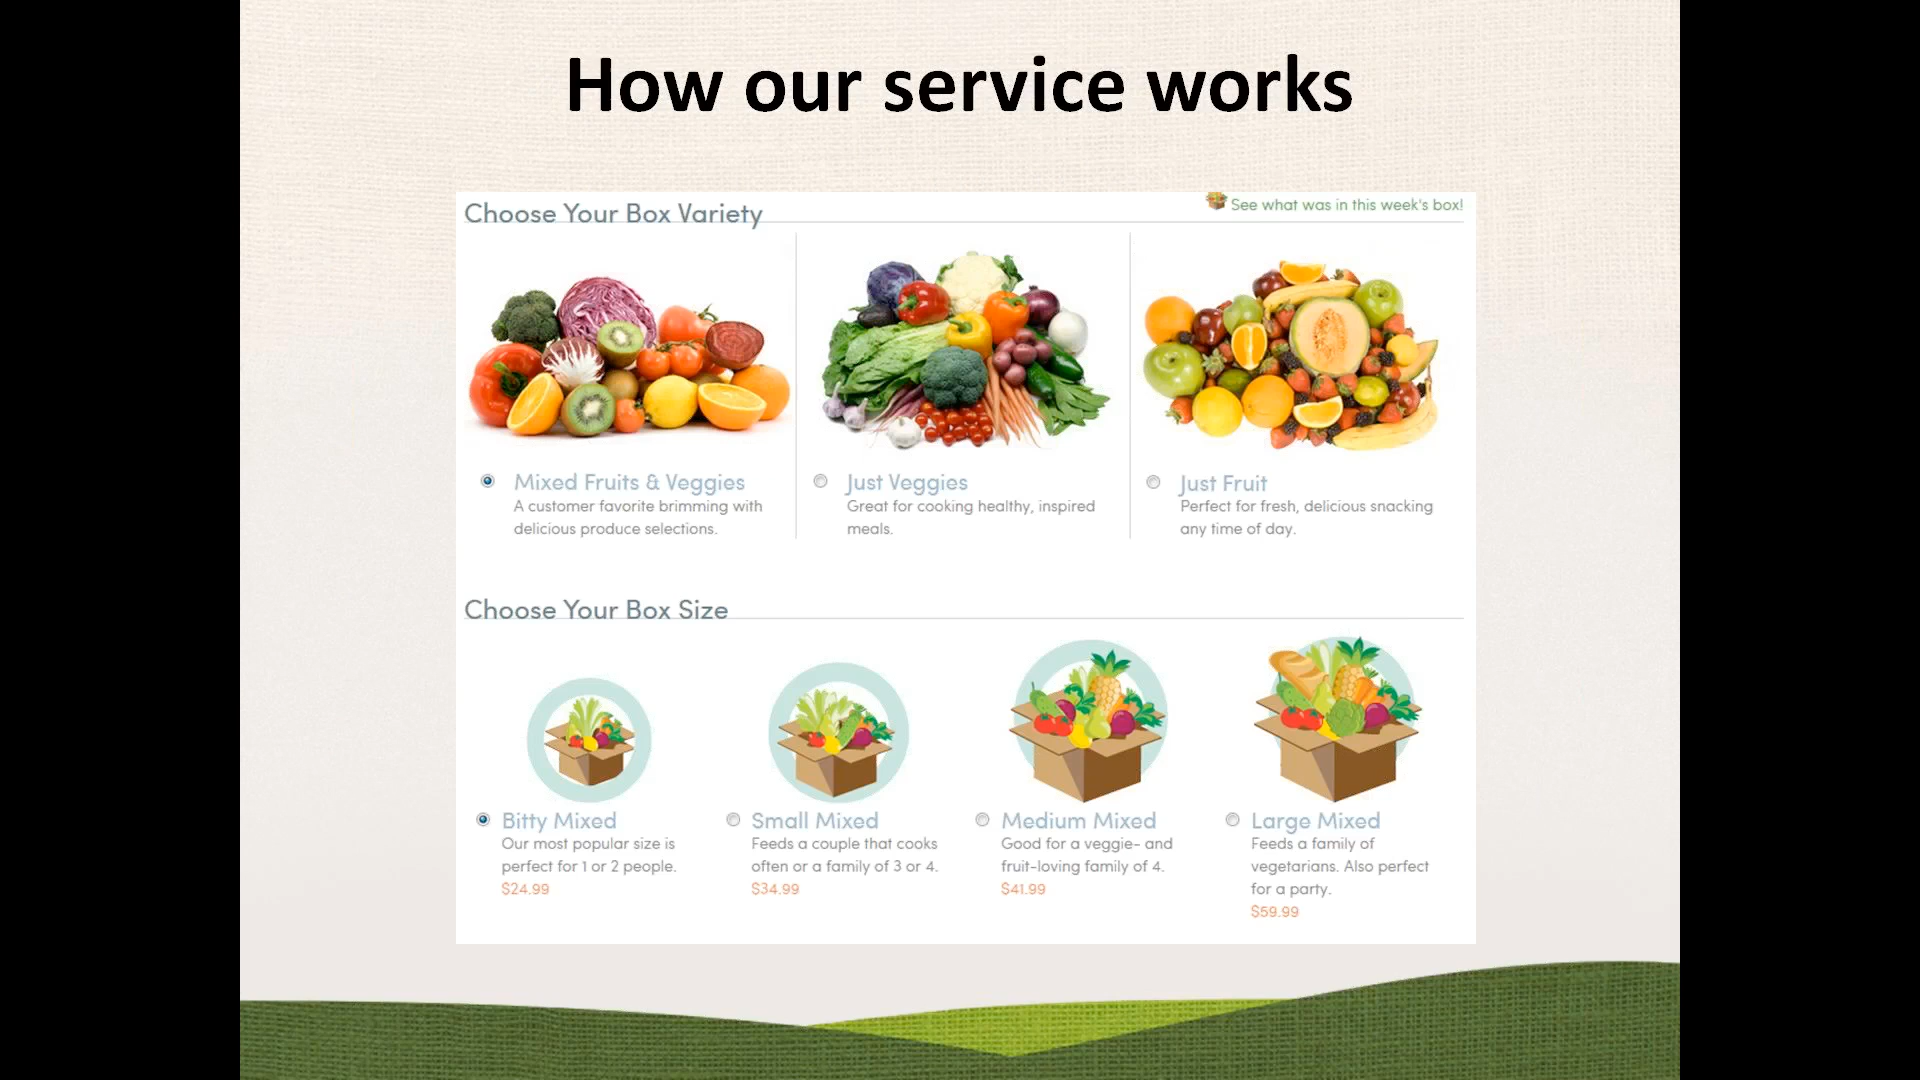 How our service works
Choose Your Box Variety
See what was in this week's box!
Mixed Fruits & Veggies
A customer favorite brimming with
delicious produce selections.
Just Veggies
Great for cooking healthy, inspired
meals.
Just Fruit
Perfect for fresh, delicious snacking
any time of day.
Choose Your Box Size
Bitty Mixed
Our most popular size is
perfect for 1 or 2 people.
$24.99
Small Mixed
Feeds a couple that cooks
often or a family of 3 or 4.
$34.99
Medium Mixed
Good for a veggie- and
fruit-loving family of 4.
$41.99
Large Mixed
Feeds a family of
vegetarians. Also perfect
for a party.
$59.99